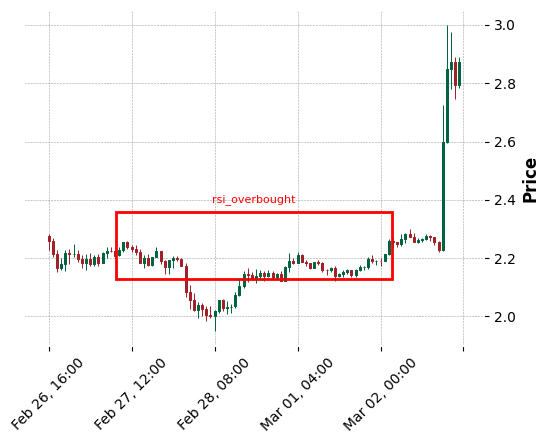 rsi_overbought
3.0
2.8
2.6
2.4
2.2
2.0
Price
Feb 26, 16:00
Feb 27, 12:00
Feb 28, 08:00
Mar 01, 04:00
Mar 02, 00:00